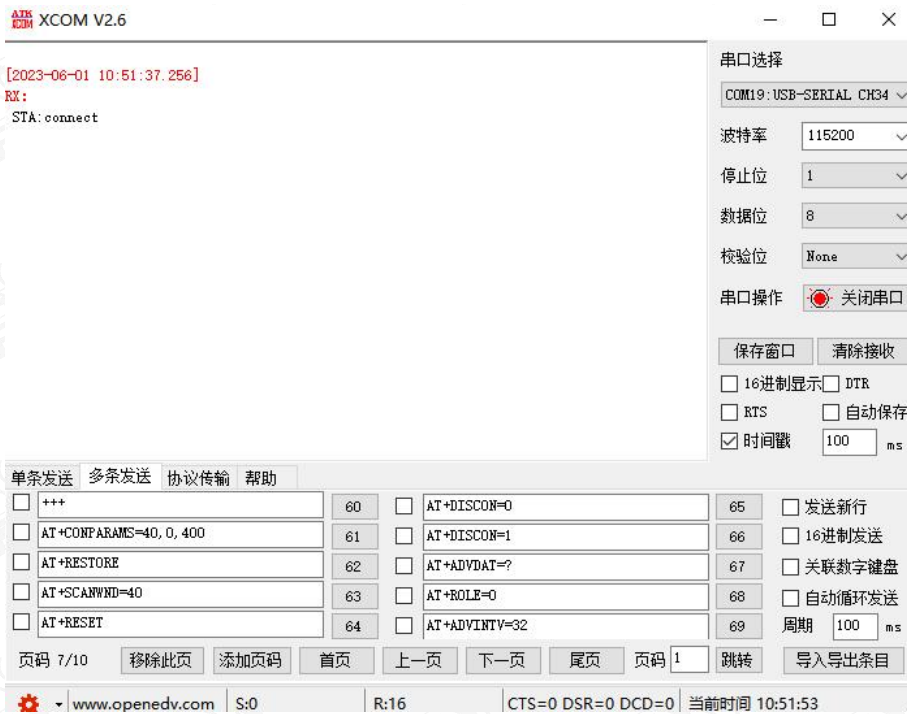 ATK XCOM XCOM V2.6
[2023-06-01 10:51:37.256]
RX:
STA:connect
串口选择
COM19:USB-SERIAL CH34
波特率 115200
停止位 1
数据位 8
校验位 None
串口操作 关闭串口
保存窗口 清除接收
16进制显示 DTR
RTS 自动保存
时间戳 100 ms
单条发送 多条发送 协议传输 帮助
+++ 60 AT+DISCON=0 65 发送新行
AT+CONPARAMS=40,0,400 61 AT+DISCON=1 66 16进制发送
AT+RESTORE 62 AT+ADVDAT=? 67 关联数字键盘
AT+SCANWND=40 63 AT+ROLE=0 68 自动循环发送
AT+RESET 64 AT+ADVINTV=32 69 周期 100 ms
页码 7/10 移除此页 添加页码 首页 上一页 下一页 尾页 页码 1 跳转 导入导出条目
www.openedv.com S:0 R:16 CTS=0 DSR=0 DCD=0 当前时间 10:51:53